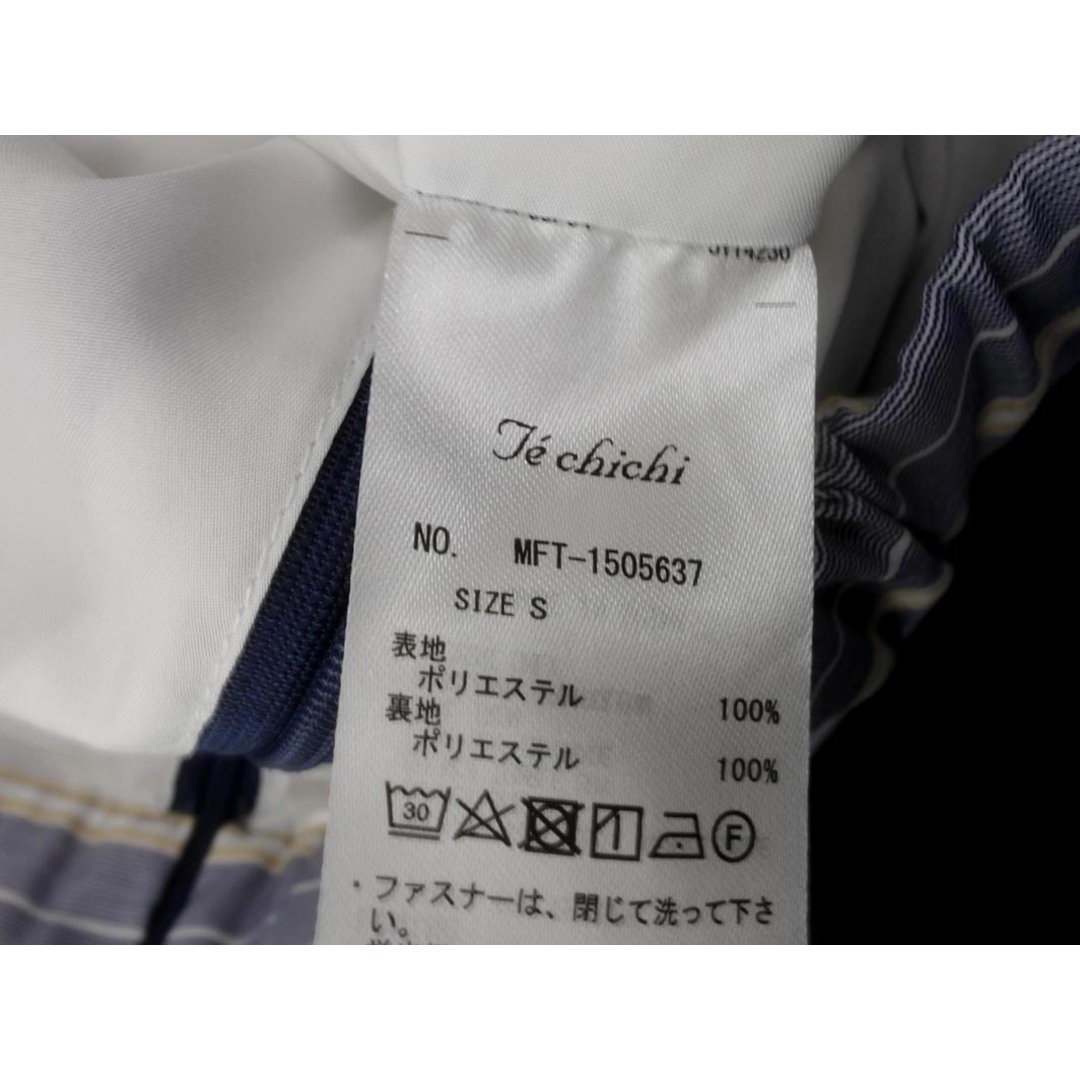 Té chichi
NO. MFT-1505637
SIZE S
表地
ポリエステル 100%
裏地
ポリエステル 100%
30
F
・ファスナーは、閉じて洗って下さ
い。